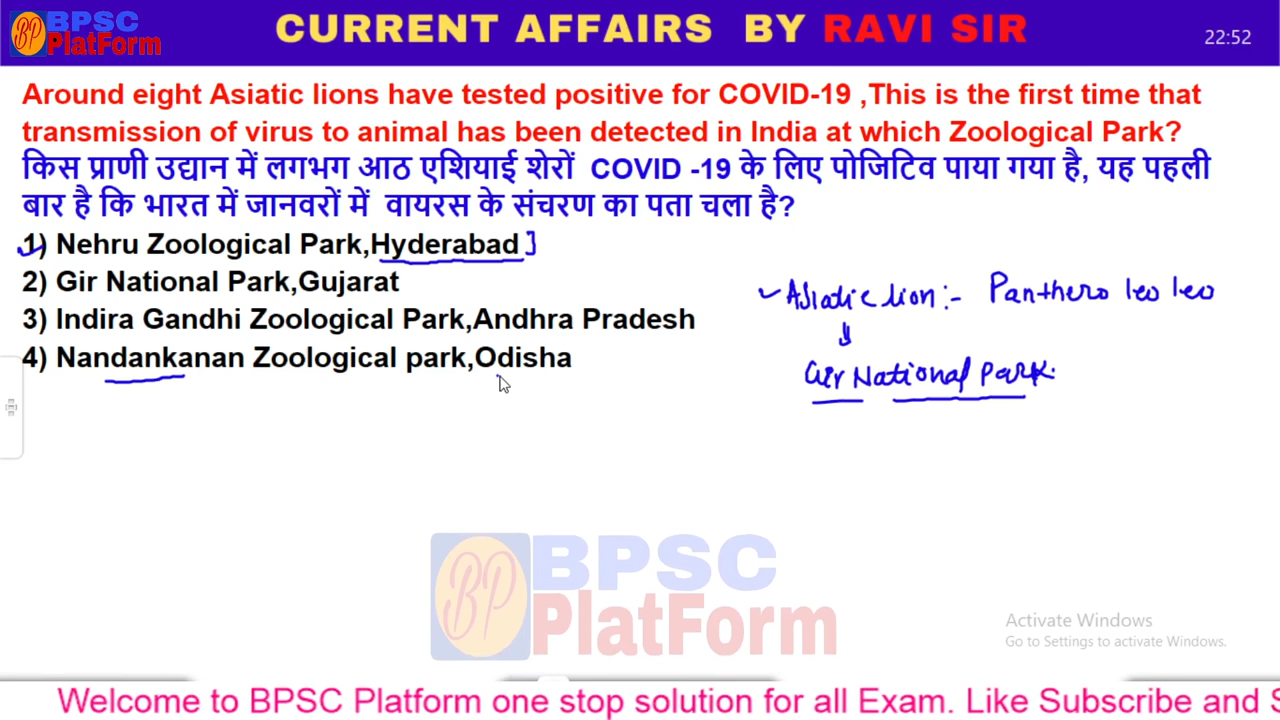 BPSC
PlatForm
CURRENT AFFAIRS BY RAVI SIR
22:52
Around eight Asiatic lions have tested positive for COVID-19 ,This is the first time that
transmission of virus to animal has been detected in India at which Zoological Park?
किस प्राणी उद्यान में लगभग आठ एशियाई शेरों COVID -19 के लिए पोजिटिव पाया गया है, यह पहली
बार है कि भारत में जानवरों में वायरस के संचरण का पता चला है?
1) Nehru Zoological Park,Hyderabad
2) Gir National Park,Gujarat
3) Indira Gandhi Zoological Park,Andhra Pradesh
4) Nandankanan Zoological park,Odisha
Asiatic lion :- Panthero leo leo
Gir National Park.
BP BPSC
PlatForm
Activate Windows
Go to Settings to activate Windows.
Welcome to BPSC Platform one stop solution for all Exam. Like Subscribe and S